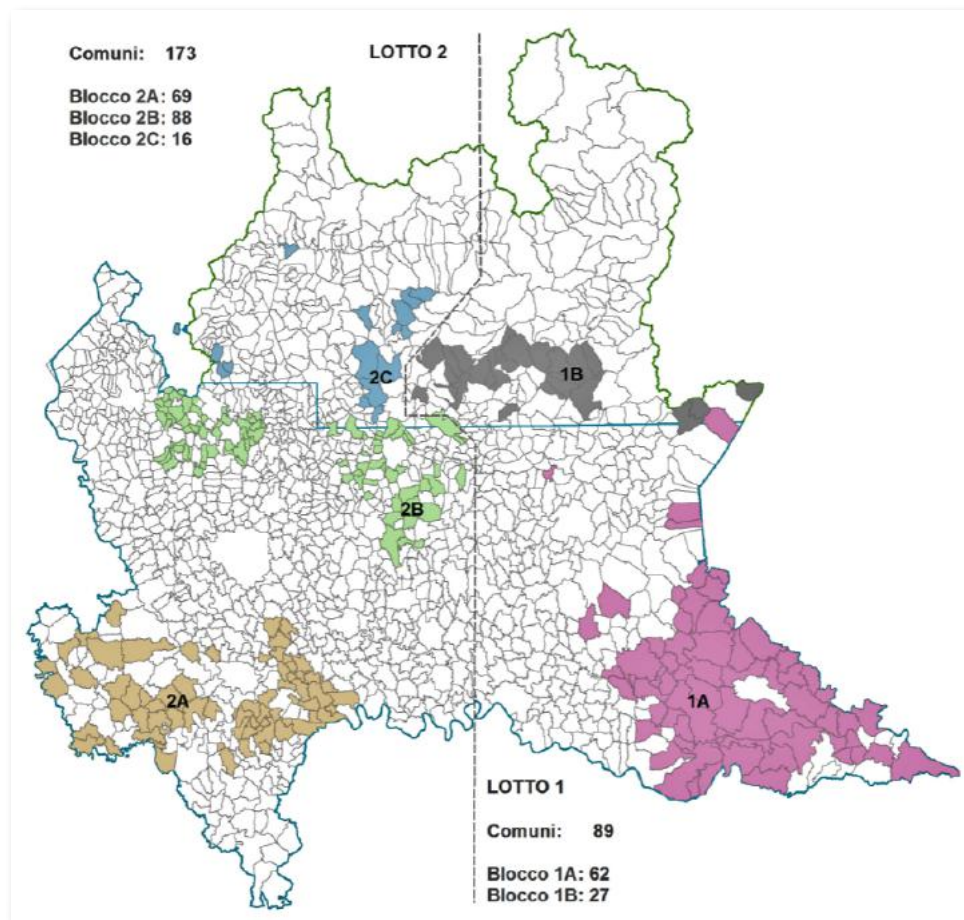 Comuni: 173
LOTTO 2
Blocco 2A: 69
Blocco 2B: 88
Blocco 2C: 16
2C
1B
2B
2A
1A
LOTTO 1
Comuni: 89
Blocco 1A: 62
Blocco 1B: 27